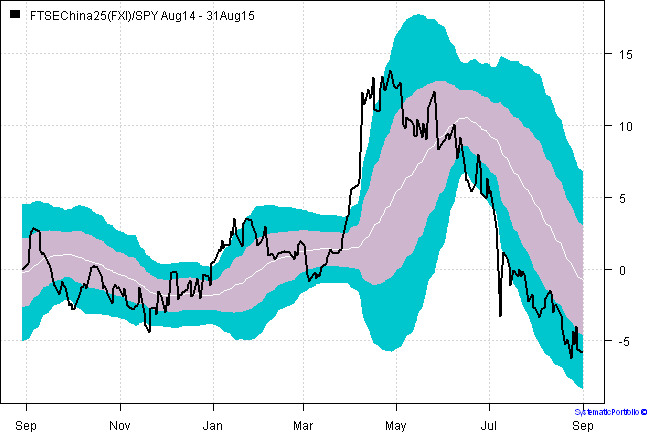 FTSEChina25(FXI)/SPY Aug14 - 31Aug15
15
10
5
0
-5
Sep Nov Jan Mar May Jul Sep
SystematicPortfolio ©